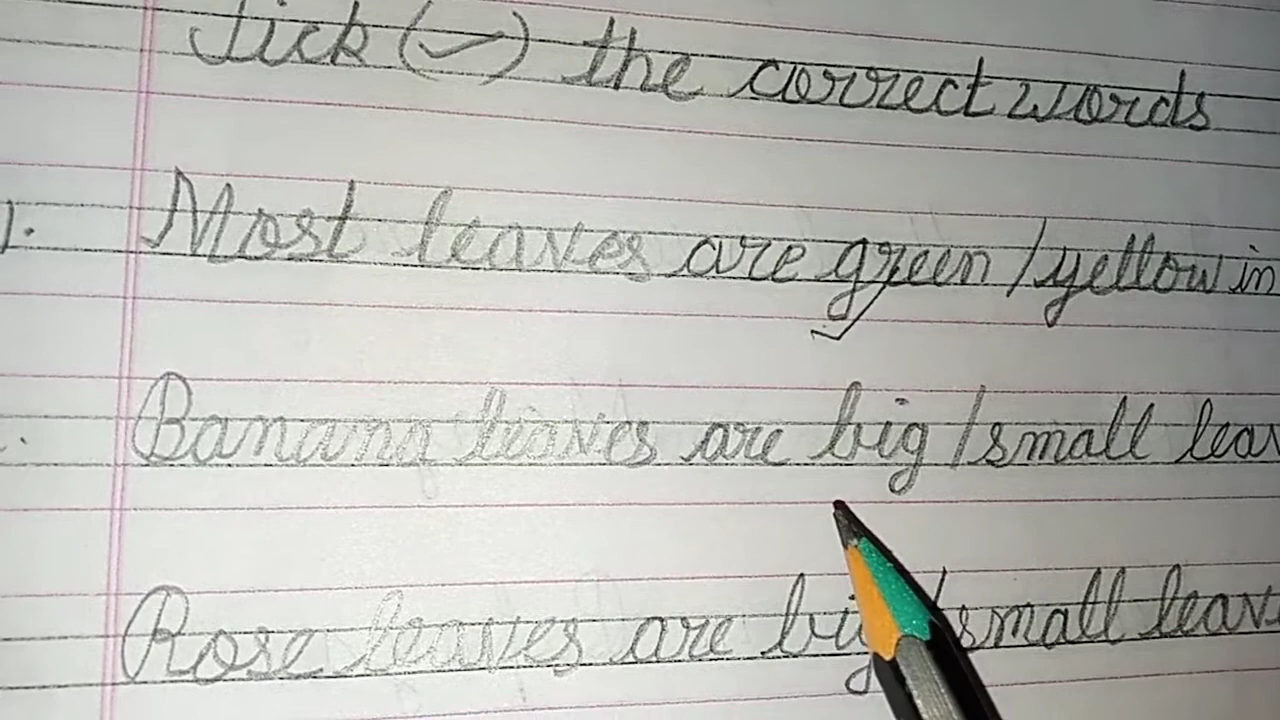 Tick (✓) the correct words
1. Most leaves are green/yellow in
Banana leaves are big/small leav
Rose leaves are big/small leave